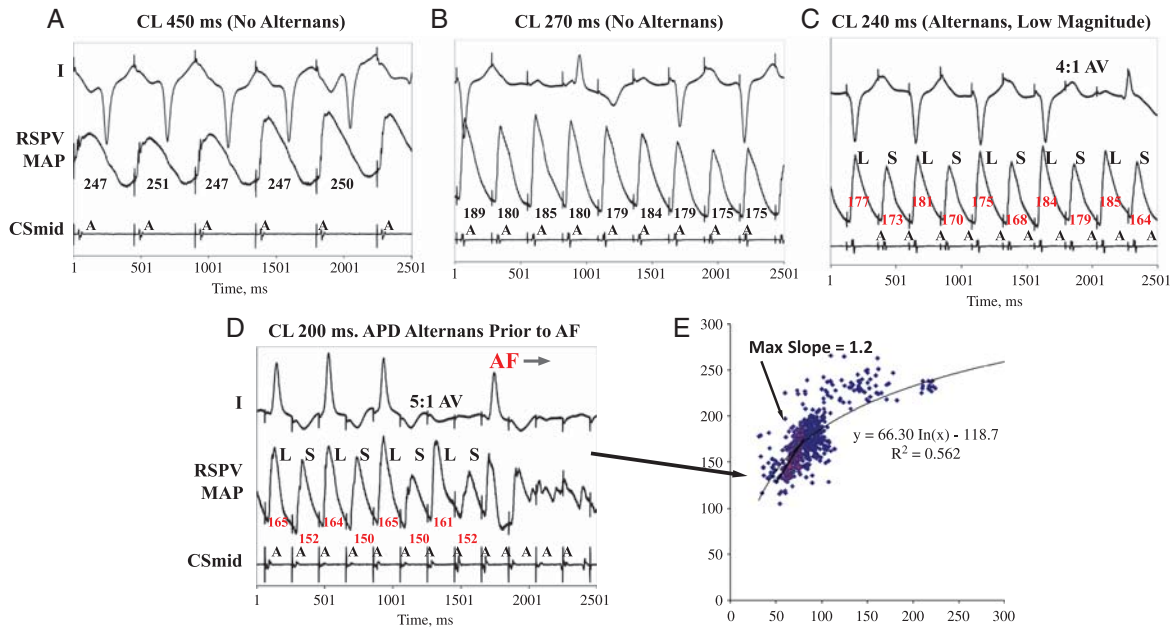 A CL 450 ms (No Alternans)
I
RSPV MAP
247 251 247 247 250
CSmid A A A A A A
1 501 1001 1501 2001 2501
Time, ms
B CL 270 ms (No Alternans)
189 180 185 180 179 184 179 175 175
A A A A A A A A A
1 501 1001 1501 2001 2501
Time, ms
C CL 240 ms (Alternans, Low Magnitude)
4:1 AV
L S L S L S L S L S
177 173 181 170 175 168 184 179 185 164
A A A A A A A A A A
1 501 1001 1501 2001 2501
Time, ms
D CL 200 ms. APD Alternans Prior to AF
AF
I
5:1 AV
RSPV MAP
L S L S L S L S
165 152 164 150 165 150 161 152
CSmid A A A A A A A A A A A A
1 501 1001 1501 2001 2501
Time, ms
E
300
250
200
150
100
50
0
Max Slope = 1.2
y = 66.30 In(x) - 118.7
R² = 0.562
0 50 100 150 200 250 300